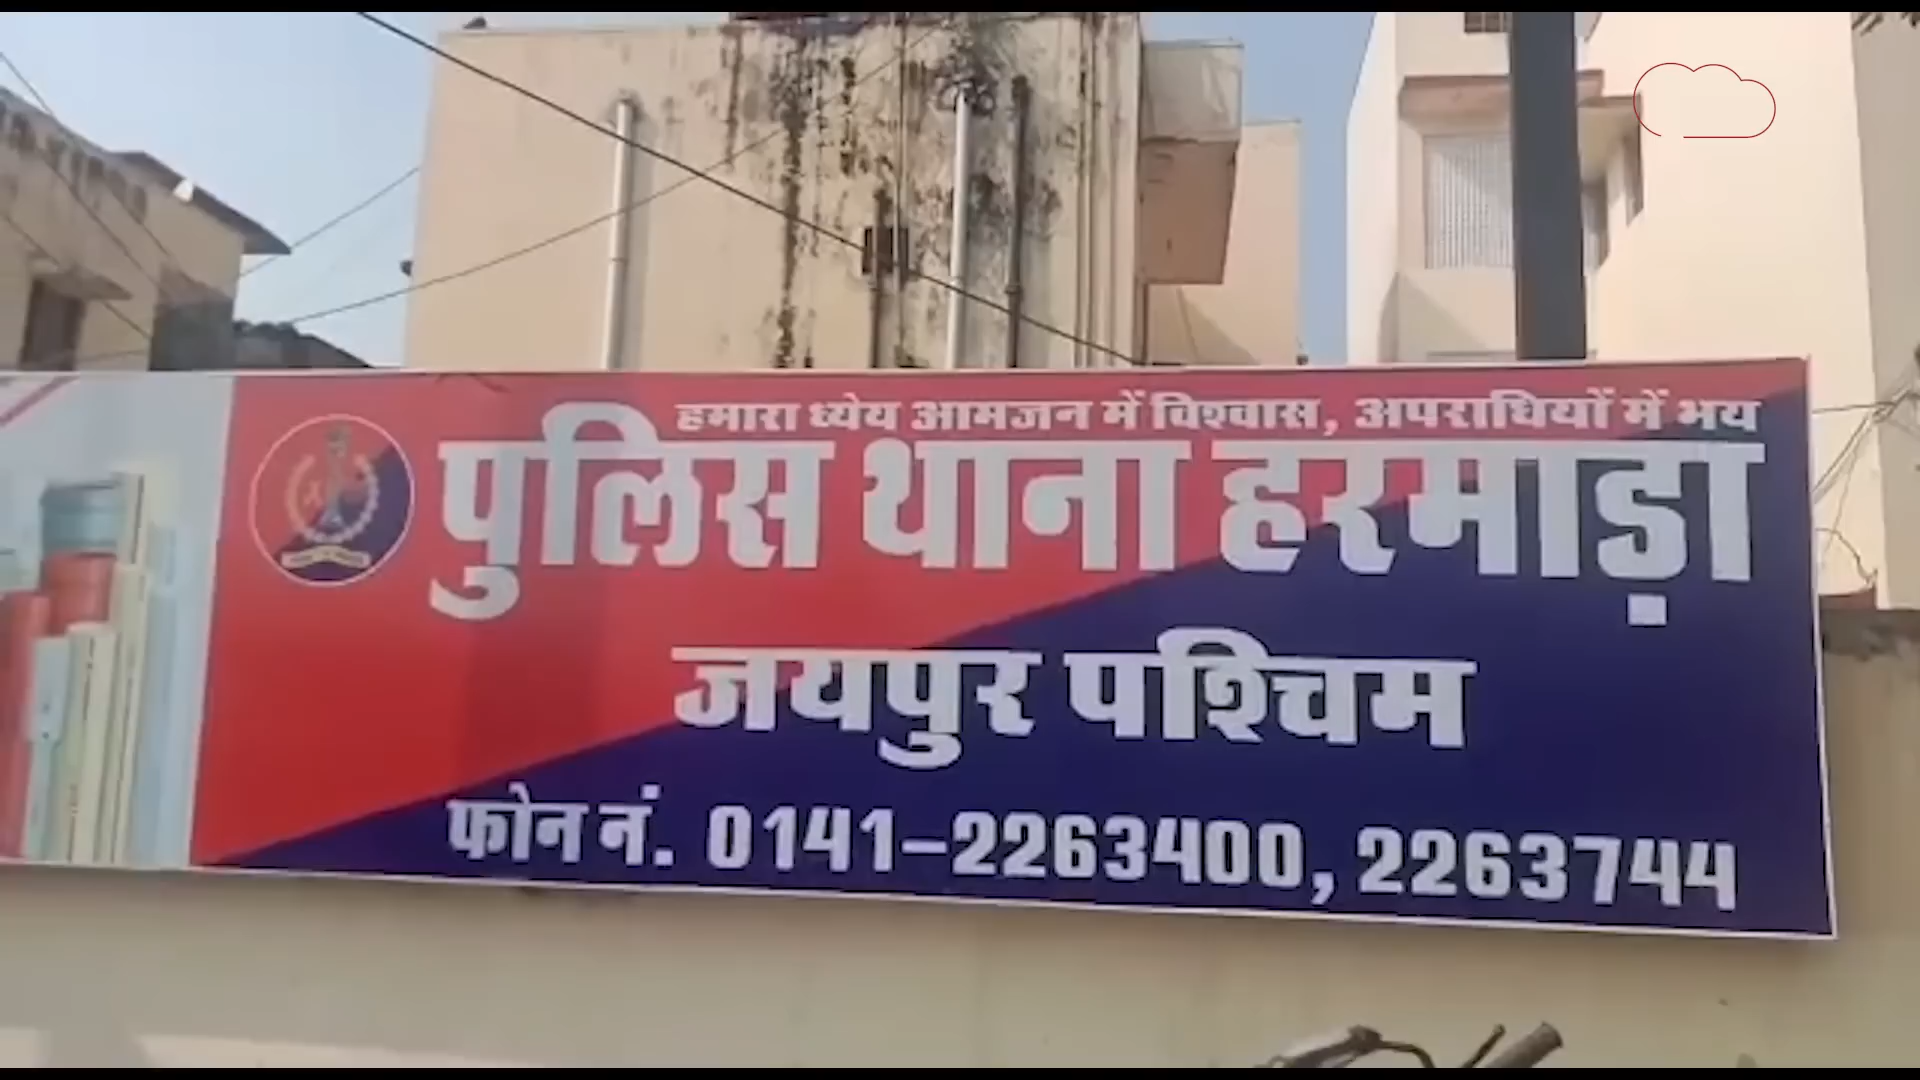 हमारा ध्येय आमजन में विश्वास, अपराधियों में भय
पुलिस थाना हरमाड़ा
जयपुर पश्चिम
फोन नं. 0141-2263400, 2263744